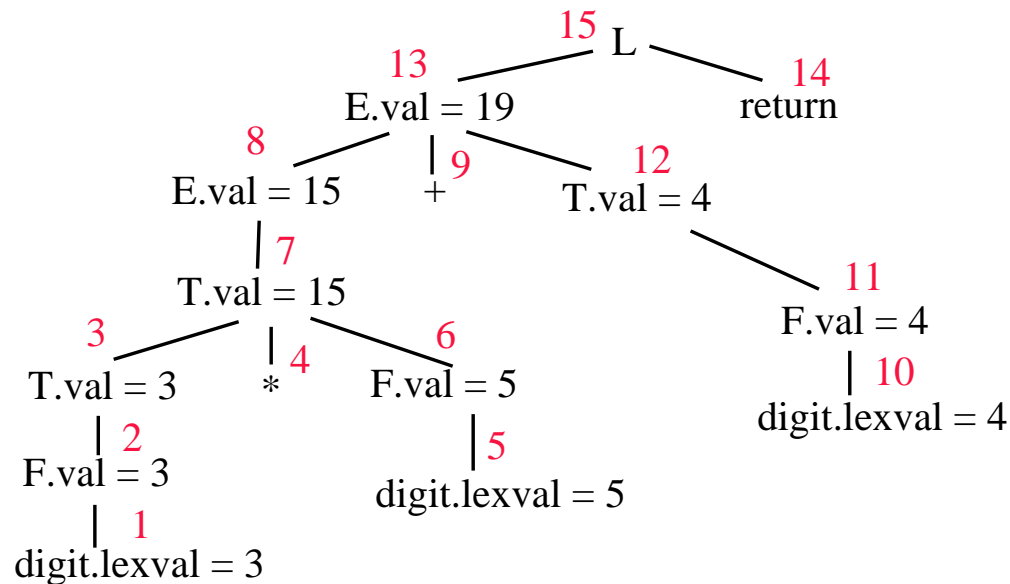 15 L
13 14
E.val = 19 return
8 9 12
E.val = 15 + T.val = 4
7
T.val = 15 11
3 4 6 F.val = 4
T.val = 3 * F.val = 5 10
2 5 digit.lexval = 4
F.val = 3
digit.lexval = 5
1
digit.lexval = 3